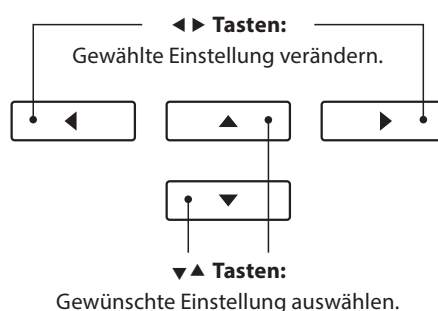 ◀ ▶ Tasten:
Gewählte Einstellung verändern.
◀ ▲ ▶
▼
▼ ▲ Tasten:
Gewünschte Einstellung auswählen.